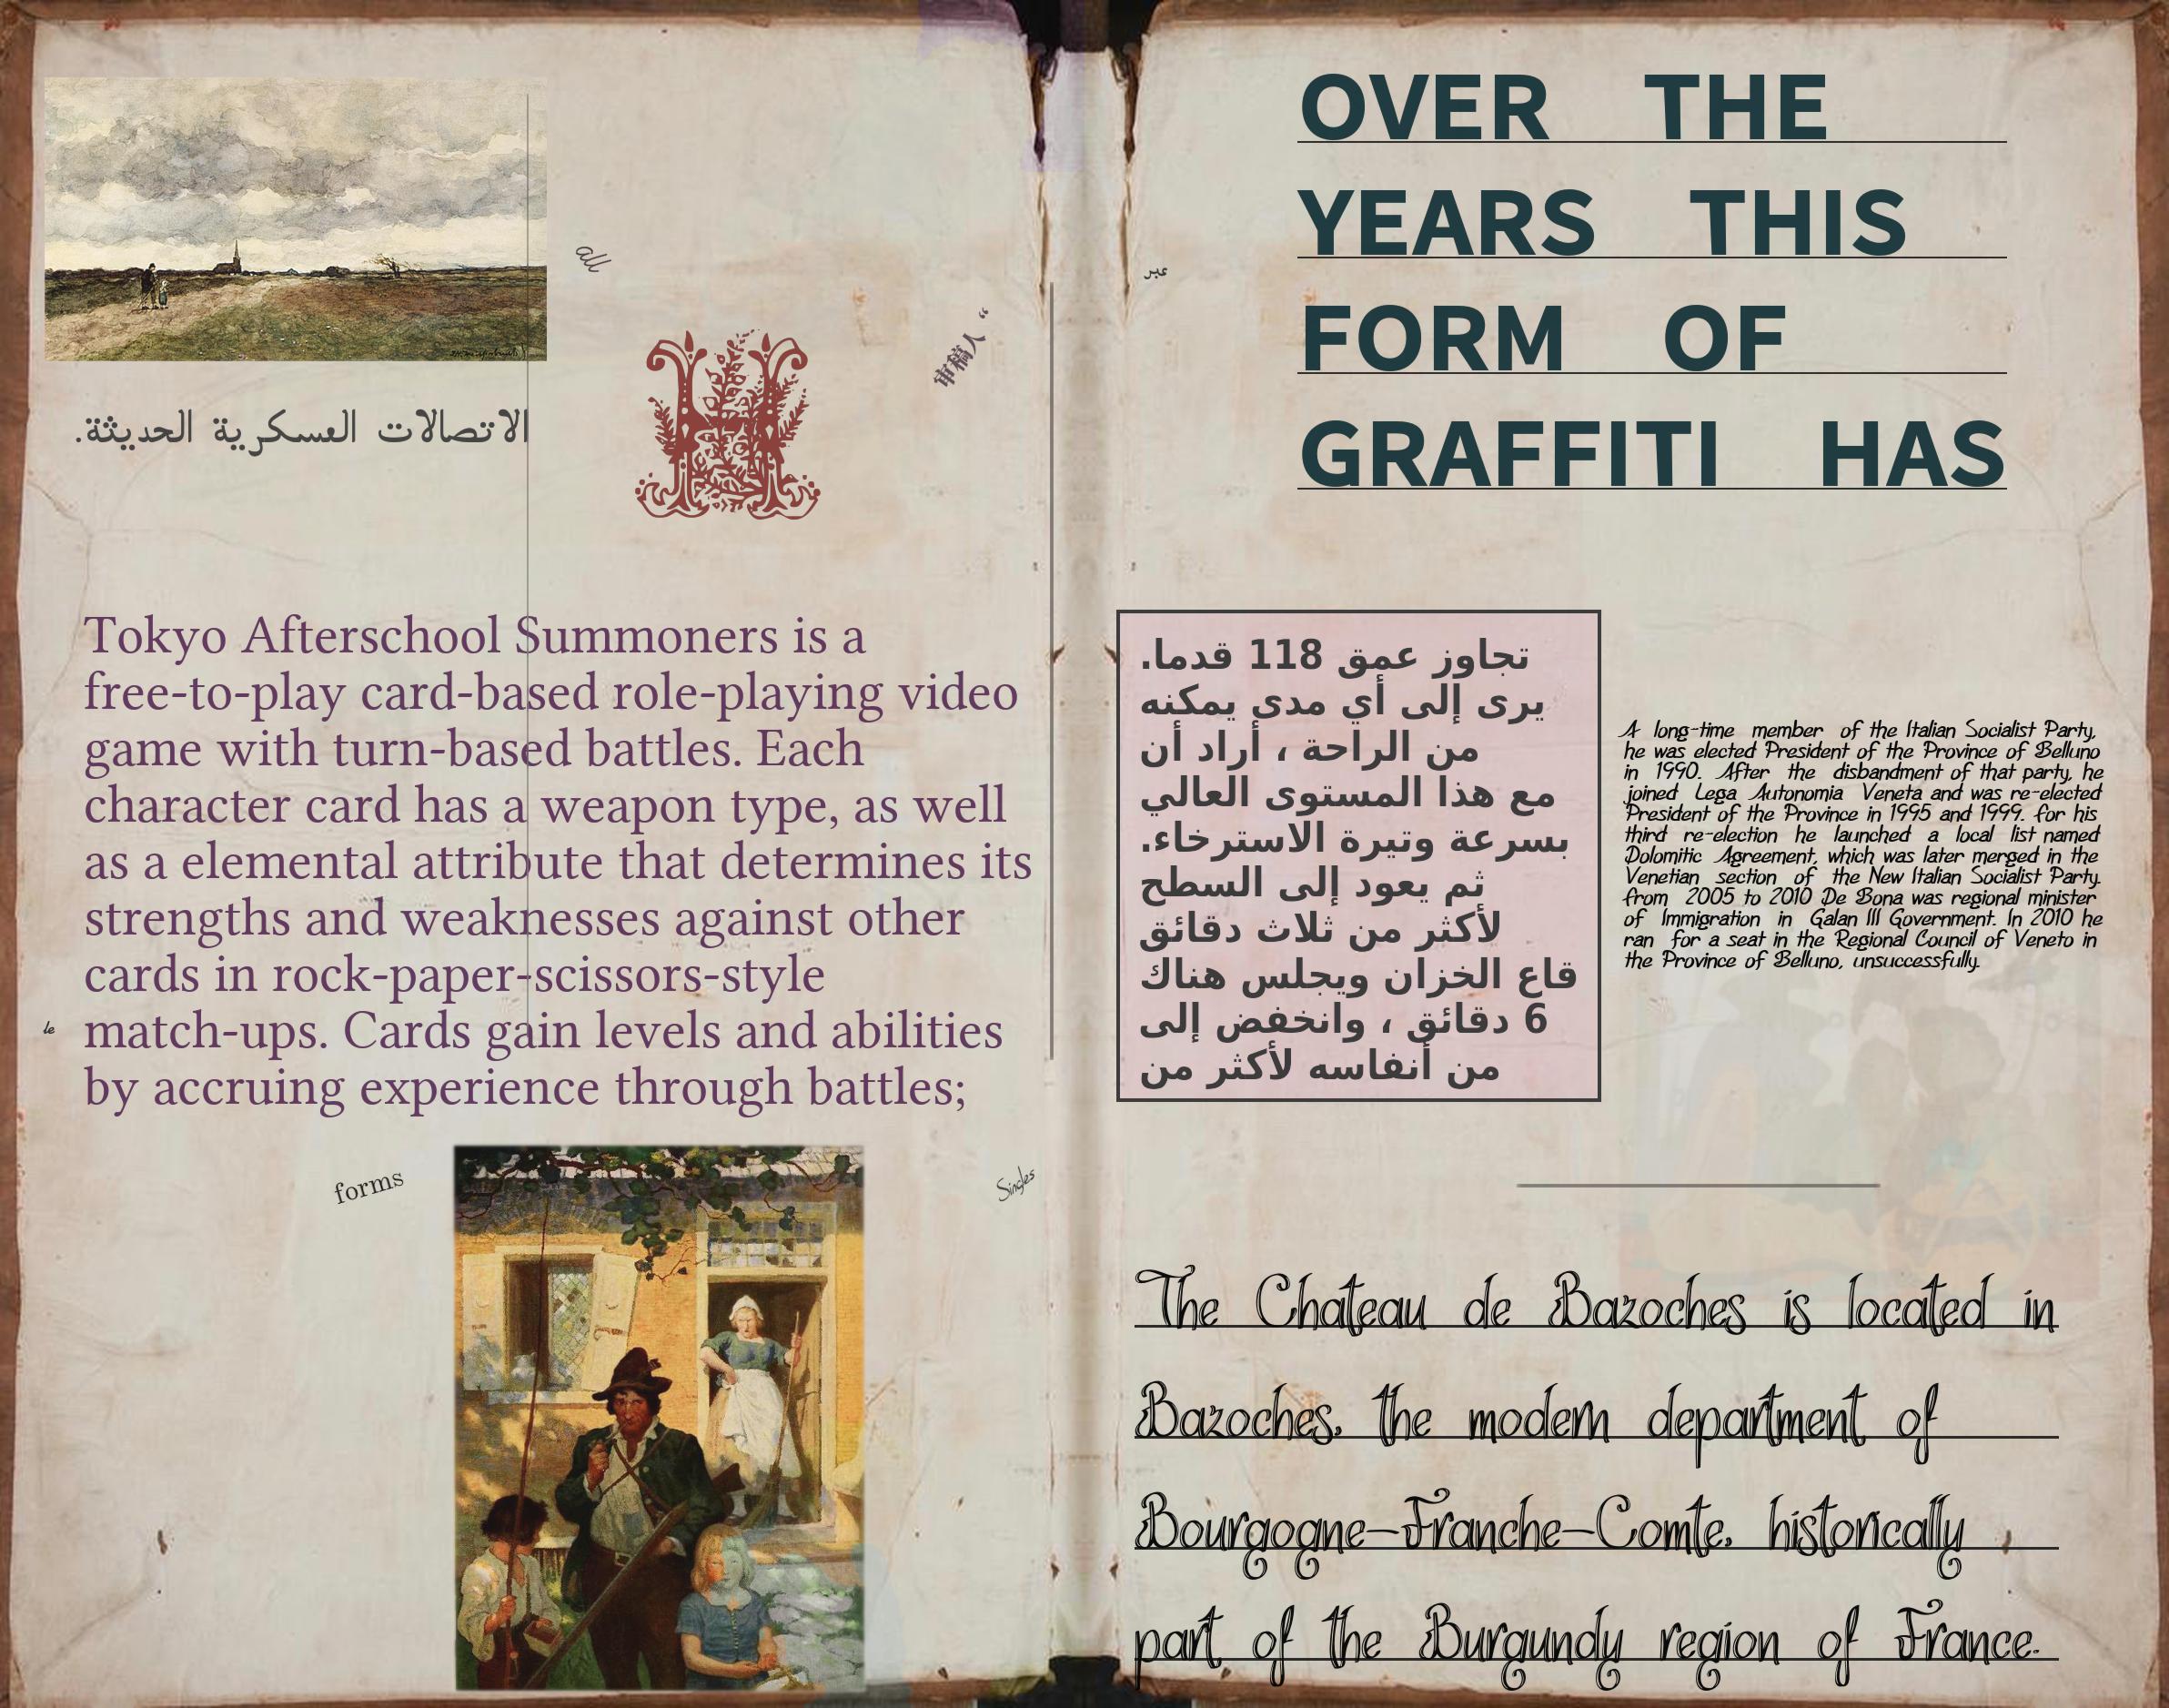 all
审稿人 “
الاتصالات العسكرية الحديثة.
Tokyo Afterschool Summoners is a
free-to-play card-based role-playing video
game with turn-based battles. Each
character card has a weapon type, as well
as a elemental attribute that determines its
strengths and weaknesses against other
cards in rock-paper-scissors-style
match-ups. Cards gain levels and abilities
by accruing experience through battles;
le
forms
Singles
OVER THE
YEARS THIS
FORM OF
GRAFFITI HAS
عبر
تجاوز عمق 118 قدما.
يرى إلى أي مدى يمكنه
من الراحة ، أراد أن
مع هذا المستوى العالي
بسرعة وتيرة الاسترخاء.
ثم يعود إلى السطح
لأكثر من ثلاث دقائق
قاع الخزان ويجلس هناك
6 دقائق ، وانخفض إلى
من أنفاسه لأكثر من
A long-time member of the Italian Socialist Party,
he was elected President of the Province of Belluno
in 1990. After the disbandment of that party, he
joined Lega Autonomia Veneta and was re-elected
President of the Province in 1995 and 1999. For his
third re-election he launched a local list named
Dolomitic Agreement, which was later merged in the
Venetian section of the New Italian Socialist Party.
From 2005 to 2010 De Bona was regional minister
of Immigration in Galan III Government. In 2010 he
ran for a seat in the Regional Council of Veneto in
the Province of Belluno, unsuccessfully.
The Chateau de Bazoches is located in
Bazoches, the modern department of
Bourgogne-Franche-Comte, historically
part of the Burgundy region of France.